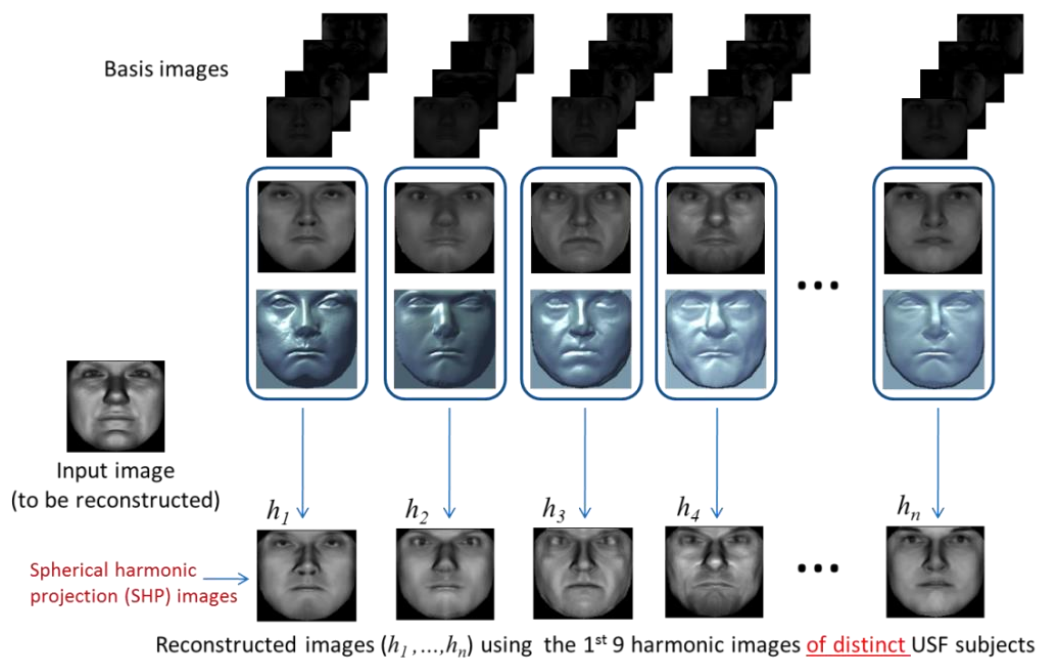 Basis images
...
Input image
(to be reconstructed)
h1
h2
h3
h4
hn
Spherical harmonic
projection (SHP) images
...
Reconstructed images (h1 ,...,hn) using the 1st 9 harmonic images of distinct USF subjects